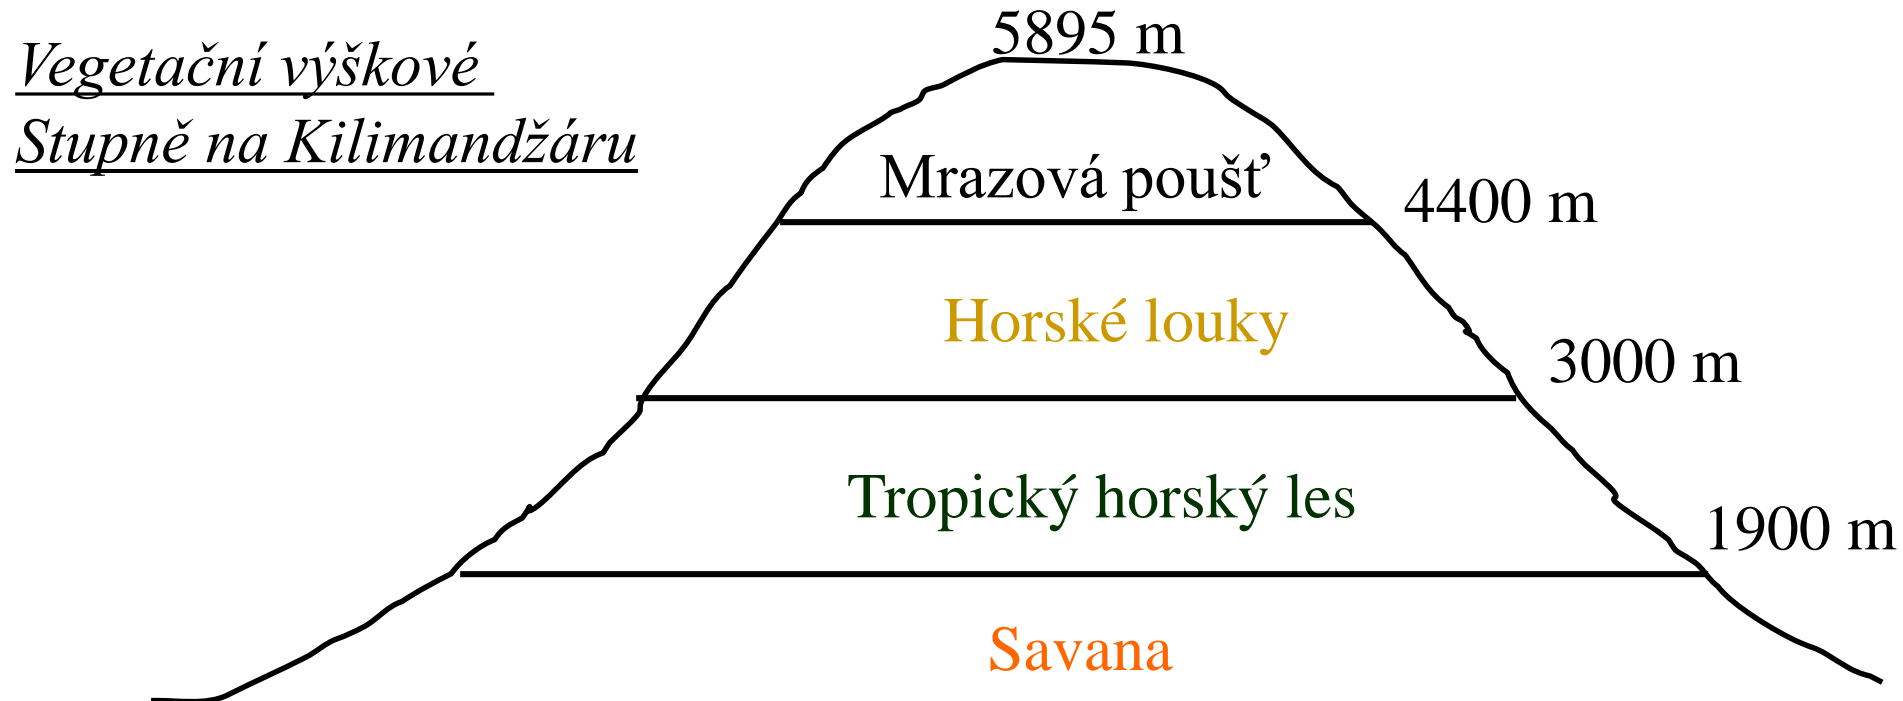 5895 m
Vegetační výškové
Stupně na Kilimandžáru
Mrazová poušť
4400 m
Horské louky
3000 m
Tropický horský les
1900 m
Savana